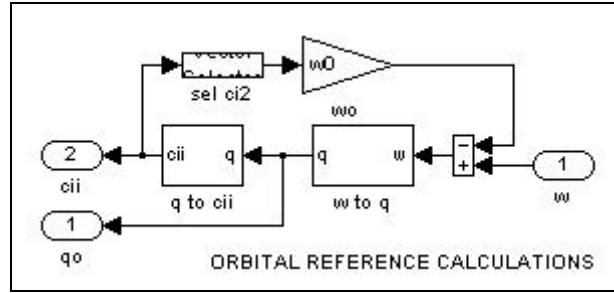 w0
sel ci2
wo
2
cii
q
q
w
−
+
1
cii
q to cii
w to q
w
1
qo
ORBITAL REFERENCE CALCULATIONS